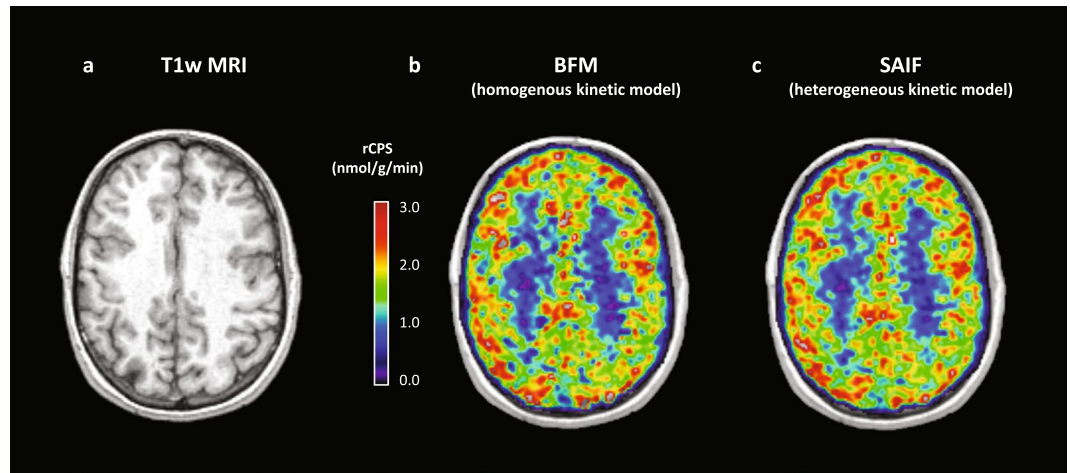 a T1w MRI
b BFM
(homogenous kinetic model)
c SAIF
(heterogeneous kinetic model)
rCPS
(nmol/g/min)
3.0
2.0
1.0
0.0